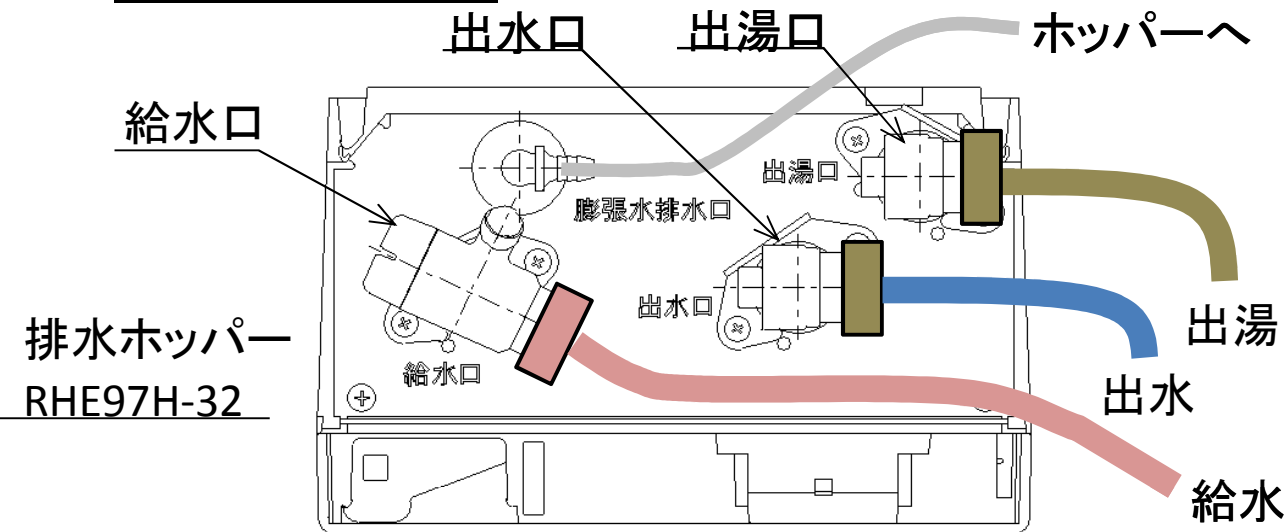 出水口
出湯口
ホッパーへ
給水口
出湯口
膨張水排水口
出水口
給水口
出湯
出水
給水
排水ホッパー
RHE97H-32